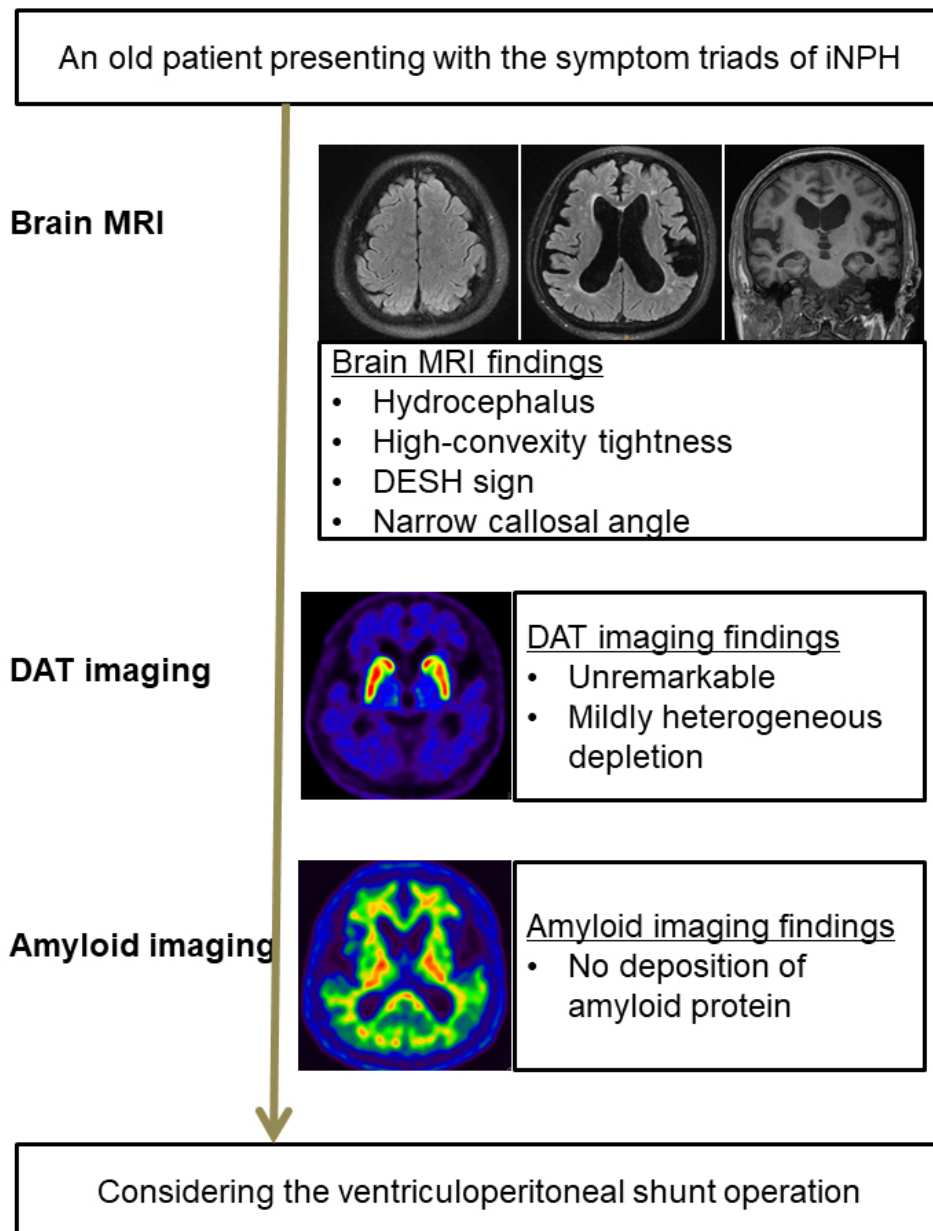 An old patient presenting with the symptom triads of iNPH
Brain MRI
Brain MRI findings
• Hydrocephalus
• High-convexity tightness
• DESH sign
• Narrow callosal angle
DAT imaging
DAT imaging findings
• Unremarkable
• Mildly heterogeneous
depletion
Amyloid imaging
Amyloid imaging findings
• No deposition of
amyloid protein
Considering the ventriculoperitoneal shunt operation